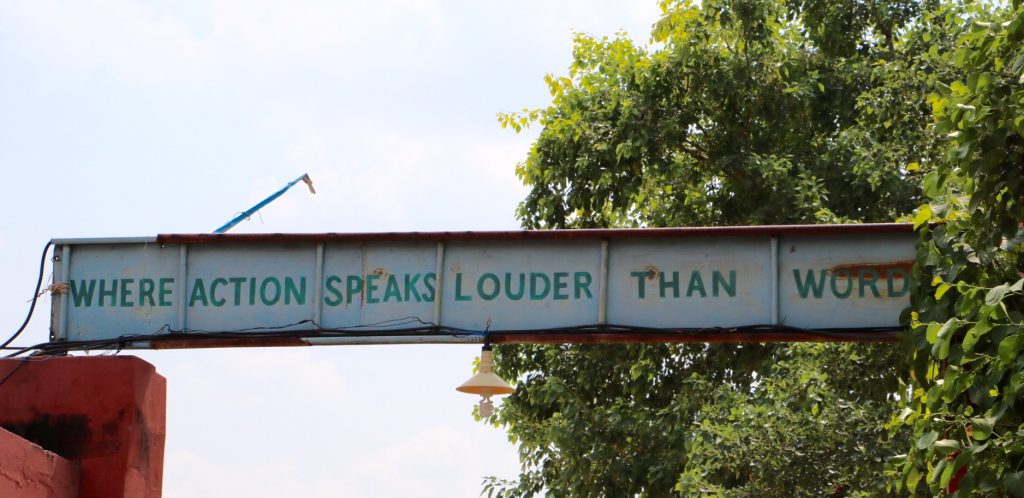 WHERE ACTION SPEAKS LOUDER THAN WORD